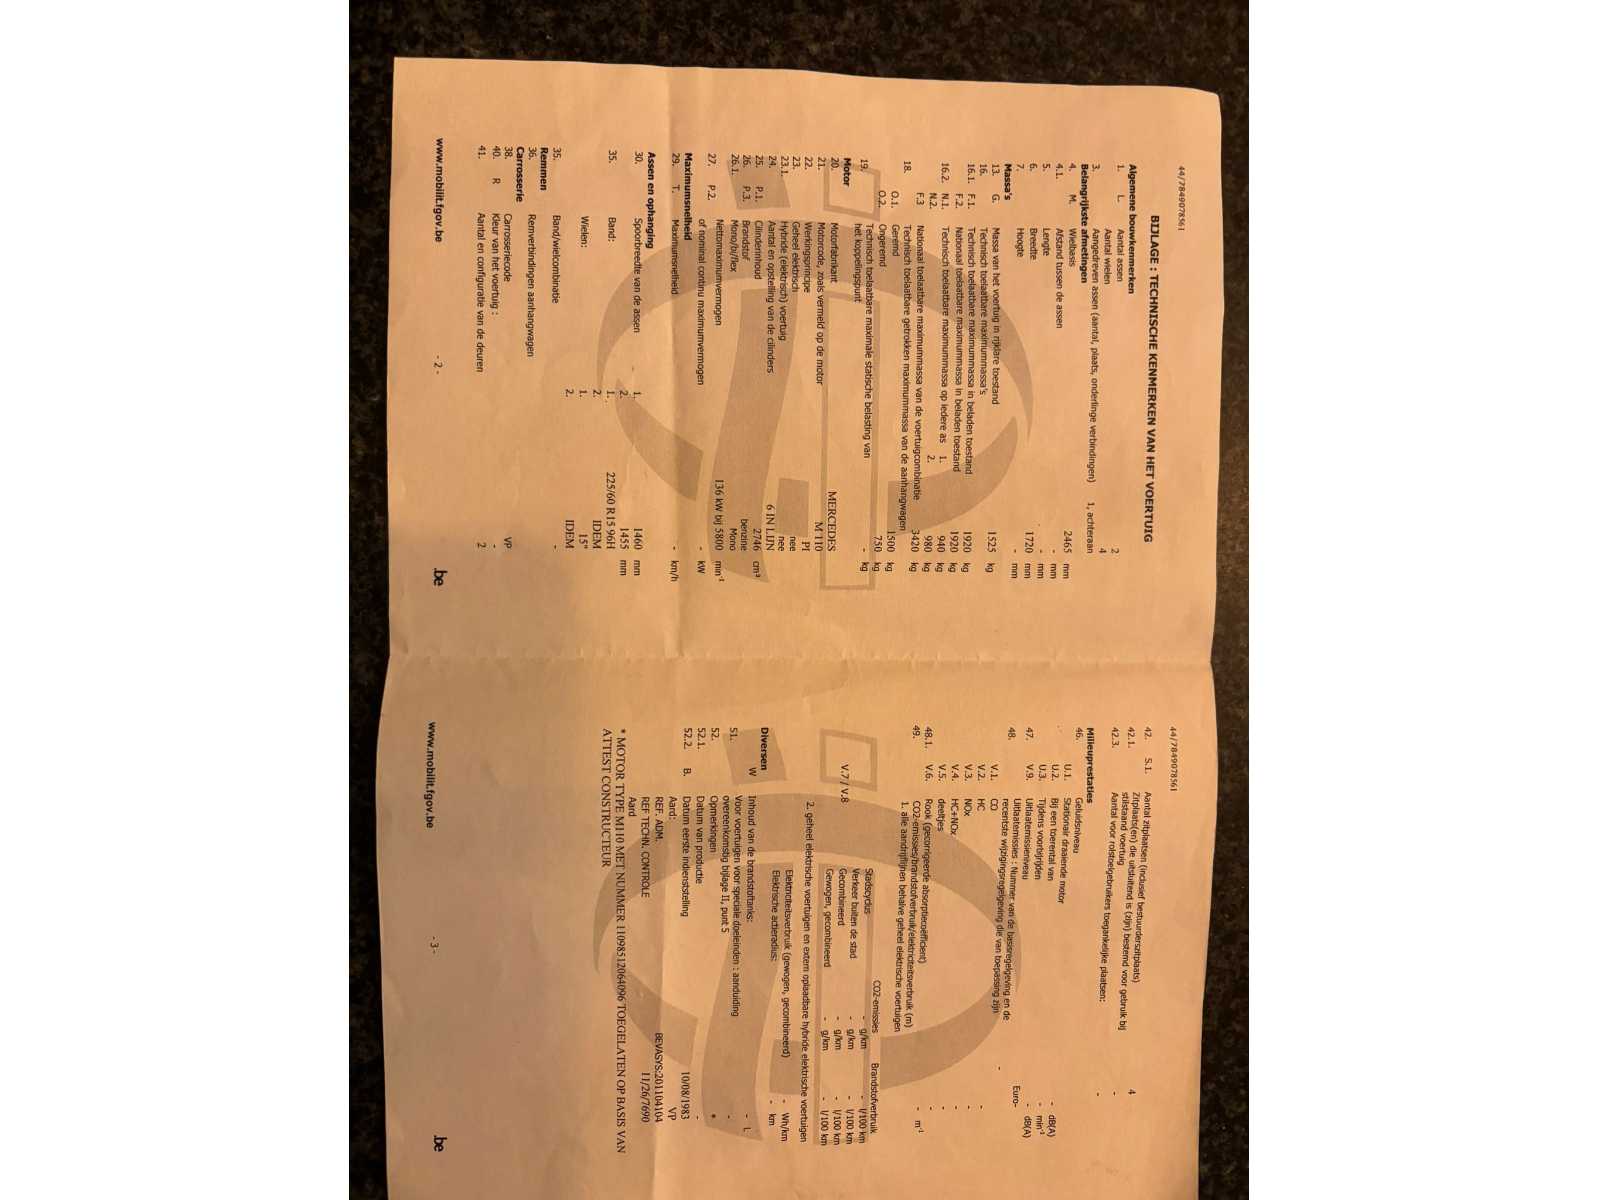 44/7849078561
BIJLAGE : TECHNISCHE KENMERKEN VAN HET VOERTUIG
Algemene bouwkenmerken
1. L. Aantal assen 2
Aantal wielen 4
3. Aangedreven assen (aantal, plaats, onderlinge verbindingen) 1, achteraan
Belangrijkste afmetingen
4. M. Wielbasis 2465 mm
4.1. Afstand tussen de assen - mm
5. Lengte - mm
6. Breedte 1720 mm
7. Hoogte - mm
Massa's
13. G. Massa van het voertuig in rijklare toestand 1525 kg
16. Technisch toelaatbare maximummassa's
16.1. F.1. Technisch toelaatbare maximummassa in beladen toestand 1920 kg
F.2. Nationaal toelaatbare maximummassa in beladen toestand 1920 kg
16.2. N.1. Technisch toelaatbare maximummassa op iedere as 1. 940 kg
N.2. 2. 980 kg
F.3 Nationaal toelaatbare maximummassa van de voertuigcombinatie 3420 kg
18. Technisch toelaatbare getrokken maximummassa van de aanhangwagen
O.1. Geremd 1500 kg
O.2. Ongeremd 750 kg
19. Technisch toelaatbare maximale statische belasting van
het koppelingspunt - kg
Motor
20. Motorfabrikant MERCEDES
21. Motorcode, zoals vermeld op de motor M 110
22. Werkingsprincipe PI
23. Geheel elektrisch nee
23.1. Hybride (elektrisch) voertuig nee
24. Aantal en opstelling van de cilinders 6 IN LIJN
25. P.1. Cilinderinhoud 2746 cm³
26. P.3. Brandstof benzine
26.1. Mono/bi/flex Mono
27. P.2. Nettomaximumvermogen 136 kW bij 5800 min-1
of nominal continu maximumvermogen - kW
Maximumsnelheid
29. T. Maximumsnelheid - km/h
Assen en ophanging
30. Spoorbreedte van de assen 1. 1460 mm
2. 1455 mm
35. Band: 1. 225/60 R15 96H
2. IDEM
Wielen: 1. 15"
2. IDEM
35. Band/wielcombinatie -
Remmen
36. Remverbindingen aanhangwagen
Carrosserie
38. Carrosseriecode VP
40. R Kleur van het voertuig :
41. Aantal en configuratie van de deuren 2
www.mobilit.fgov.be - 2 - .be
44/7849078561
42. S.1. Aantal zitplaatsen (inclusief bestuurderszitplaats) 4
42.1. Zitplaats(en) die uitsluitend is (zijn) bestemd voor gebruik bij
stilstaand voertuig -
42.3. Aantal voor rolstoelgebruikers toegankelijke plaatsen: -
Milieuprestaties
46. Geluidsniveau
U.1. Stationair draaiende motor - dB(A)
U.2. Bij een toerental van - min-1
U.3. Tijdens voorbijrijden - dB(A)
47. V.9. Uitlaatemissieniveau Euro-
48. Uitlaatemissies : Nummer van de basisregelgeving en de
recentste wijzigingsregelgeving die van toepassing zijn -
V.1. CO -
V.2. HC -
V.3. NOx -
V.4. HC+NOx -
V.5. deeltjes -
48.1. V.6. Rook (gecorrigeerde absorptiecoëfficient) - m-1
49. CO2-emissies/brandstofverbruik/elektriciteitsverbruik (m)
1. alle aandrijflijnen behalve geheel elektrische voertuigen
CO2-emissies Brandstofverbruik
Stadscyclus - g/km - l/100 km
Verkeer buiten de stad - g/km - l/100 km
V.7 / V.8 Gecombineerd - g/km - l/100 km
Gewogen, gecombineerd - g/km - l/100 km
2. geheel elektrische voertuigen en extern oplaadbare hybride elektrische voertuigen
Elektriciteitsverbruik (gewogen, gecombineerd) - Wh/km
Elektrische actieradius: - km
Diversen
W Inhoud van de brandstoftanks: - L
51. Voor voertuigen voor speciale doeleinden : aanduiding
overeenkomstig bijlage II, punt 5 -
52. Opmerkingen *
52.1. Datum van productie -
52.2. B. Datum eerste indienststelling 10/08/1983
Aard: VP
REF. ADM. BEVASYS:201104104
REF TECHN. CONTROLE 11/26/7690
Aard
* MOTOR TYPE M110 MET NUMMER 11098512064096 TOEGELATEN OP BASIS VAN
ATTEST CONSTRUCTEUR
www.mobilit.fgov.be - 3 - .be